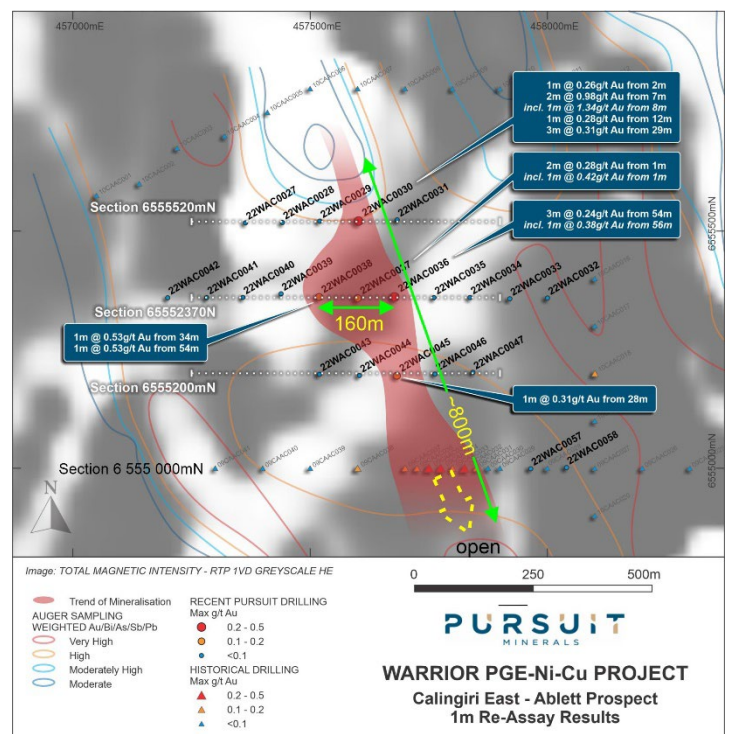 457000mE
457500mE
458000mE
1m @ 0.26g/t Au from 2m
2m @ 0.98g/t Au from 7m
incl. 1m @ 1.34g/t Au from 8m
1m @ 0.28g/t Au from 12m
3m @ 0.31g/t Au from 29m
2m @ 0.28g/t Au from 1m
incl. 1m @ 0.42g/t Au from 1m
3m @ 0.24g/t Au from 54m
incl. 1m @ 0.38g/t Au from 56m
10CAAC001
10CAAC002
10CAAC003
10CAAC004
10CAAC005
10CAAC006
6555500mN
Section 6555520mN
22WAC0027
22WAC0028
22WAC0029
22WAC0030
22WAC0031
22WAC0042
22WAC0041
22WAC0040
22WAC0039
22WAC0038
22WAC0037
22WAC0036
22WAC0035
22WAC0034
22WAC0033
22WAC0032
Section 65552370N
160m
1m @ 0.53g/t Au from 34m
1m @ 0.53g/t Au from 54m
22WAC0043
22WAC0044
22WAC0045
22WAC0046
22WAC0047
Section 6555200mN
1m @ 0.31g/t Au from 28m
~800m
Section 6 555 000mN
09CAAC041
09CAAC040
09CAAC039
22WAC0057
22WAC0058
6555000mN
N
open
Image: TOTAL MAGNETIC INTENSITY - RTP 1VD GREYSCALE HE
Trend of Mineralisation
AUGER SAMPLING
WEIGHTED Au/Bi/As/Sb/Pb
Very High
High
Moderately High
Moderate
RECENT PURSUIT DRILLING
Max g/t Au
0.2 - 0.5
0.1 - 0.2
<0.1
HISTORICAL DRILLING
Max g/t Au
0.2 - 0.5
0.1 - 0.2
<0.1
0
250
500m
PURSUIT
MINERALS
WARRIOR PGE-Ni-Cu PROJECT
Calingiri East - Ablett Prospect
1m Re-Assay Results